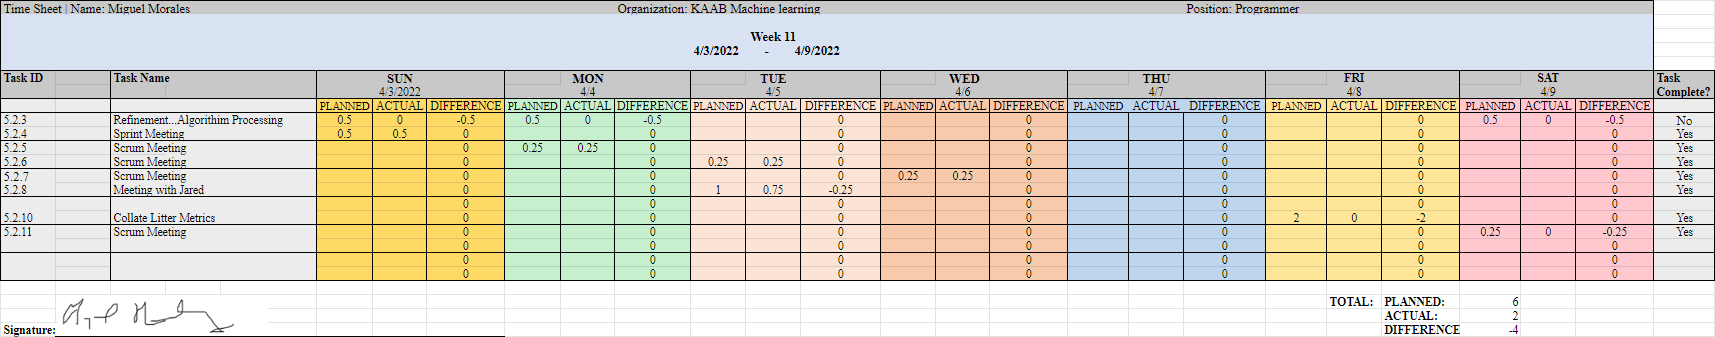 Time Sheet | Name: Miguel Morales Organization: KAAB Machine learning Position: Programmer
Week 11
4/3/2022 - 4/9/2022
Task ID Task Name SUN MON TUE WED THU FRI SAT Task
4/3/2022 4/4 4/5 4/6 4/7 4/8 4/9 Complete?
PLANNED ACTUAL DIFFERENCE PLANNED ACTUAL DIFFERENCE PLANNED ACTUAL DIFFERENCE PLANNED ACTUAL DIFFERENCE PLANNED ACTUAL DIFFERENCE PLANNED ACTUAL DIFFERENCE PLANNED ACTUAL DIFFERENCE
5.2.3 Refinement...Algorithim Processing 0.5 0 -0.5 0.5 0 -0.5 0 0 0 0 0.5 0 -0.5 No
5.2.4 Sprint Meeting 0.5 0.5 0 0 0 0 0 0 0 Yes
5.2.5 Scrum Meeting 0 0.25 0.25 0 0 0 0 0 0 Yes
5.2.6 Scrum Meeting 0 0 0.25 0.25 0 0 0 0 0 Yes
5.2.7 Scrum Meeting 0 0 0 0.25 0.25 0 0 0 0 Yes
5.2.8 Meeting with Jared 0 0 1 0.75 -0.25 0 0 0 0 Yes
0 0 0 0 0 0 0
5.2.10 Collate Litter Metrics 0 0 0 0 0 2 0 -2 0 Yes
5.2.11 Scrum Meeting 0 0 0 0 0 0 0.25 0 -0.25 Yes
0 0 0 0 0 0 0
0 0 0 0 0 0 0
0 0 0 0 0 0 0
TOTAL: PLANNED: 6
ACTUAL: 2
Signature: DIFFERENCE -4